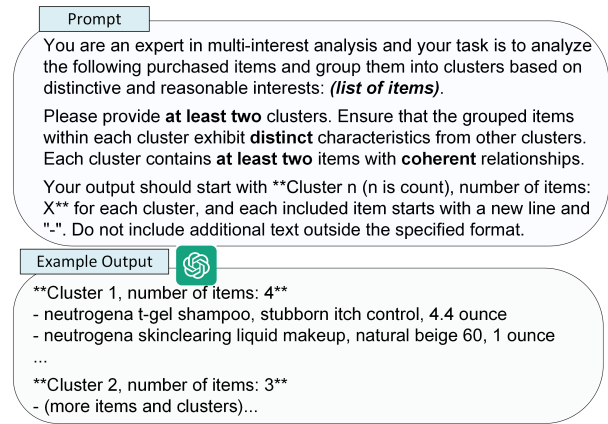 Prompt
You are an expert in multi-interest analysis and your task is to analyze
the following purchased items and group them into clusters based on
distinctive and reasonable interests: (list of items).
Please provide at least two clusters. Ensure that the grouped items
within each cluster exhibit distinct characteristics from other clusters.
Each cluster contains at least two items with coherent relationships.
Your output should start with **Cluster n (n is count), number of items:
X** for each cluster, and each included item starts with a new line and
"-". Do not include additional text outside the specified format.
Example Output
**Cluster 1, number of items: 4**
- neutrogena t-gel shampoo, stubborn itch control, 4.4 ounce
- neutrogena skinclearing liquid makeup, natural beige 60, 1 ounce
...
**Cluster 2, number of items: 3**
- (more items and clusters)...